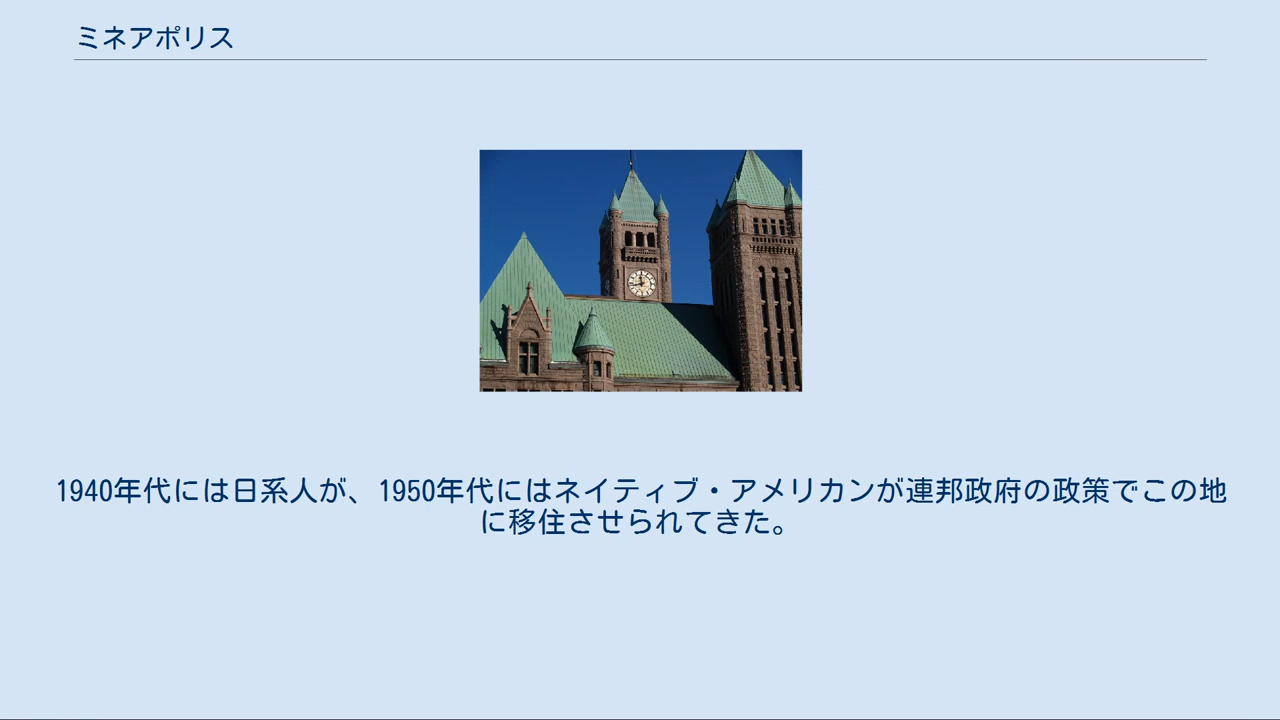 ミネアポリス
1940年代には日系人が、1950年代にはネイティブ・アメリカンが連邦政府の政策でこの地
に移住させられてきた。